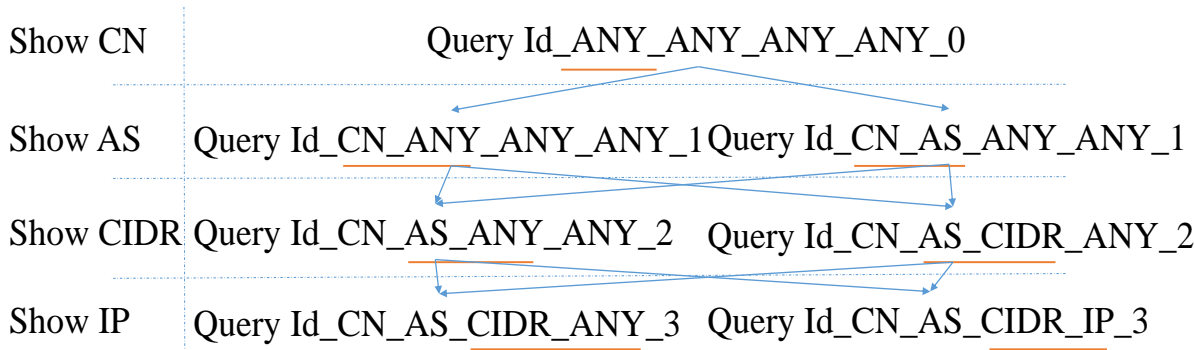 Show CN Query Id_ANY_ANY_ANY_ANY_0
Show AS Query Id_CN_ANY_ANY_ANY_1 Query Id_CN_AS_ANY_ANY_1
Show CIDR Query Id_CN_AS_ANY_ANY_2 Query Id_CN_AS_CIDR_ANY_2
Show IP Query Id_CN_AS_CIDR_ANY_3 Query Id_CN_AS_CIDR_IP_3